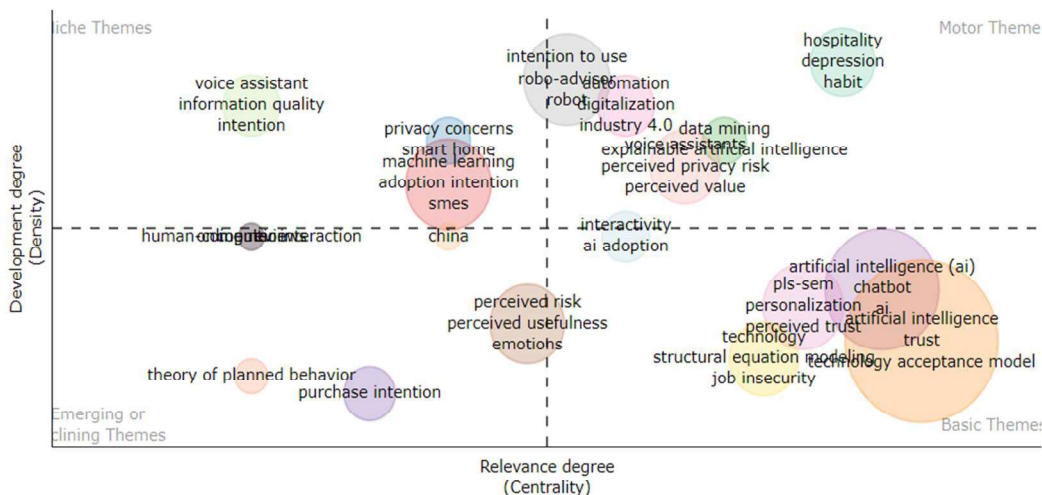 liche Themes
Motor Theme
hospitality
depression
habit
intention to use
robo-advisor
robot
voice assistant
information quality
intention
automation
digitalization
industry 4.0
privacy concerns
smart home
data mining
voice assistants
explainable artificial intelligence
machine learning
adoption intention
smes
perceived privacy risk
perceived value
interactivity
ai adoption
human-computer interaction
china
artificial intelligence (ai)
chatbot
ai
pls-sem
personalization
perceived trust
perceived risk
perceived usefulness
emotions
artificial intelligence
trust
technology acceptance model
technology
structural equation modeling
job insecurity
theory of planned behavior
purchase intention
Emerging or
clining Themes
Basic Themes
Development degree
(Density)
Relevance degree
(Centrality)